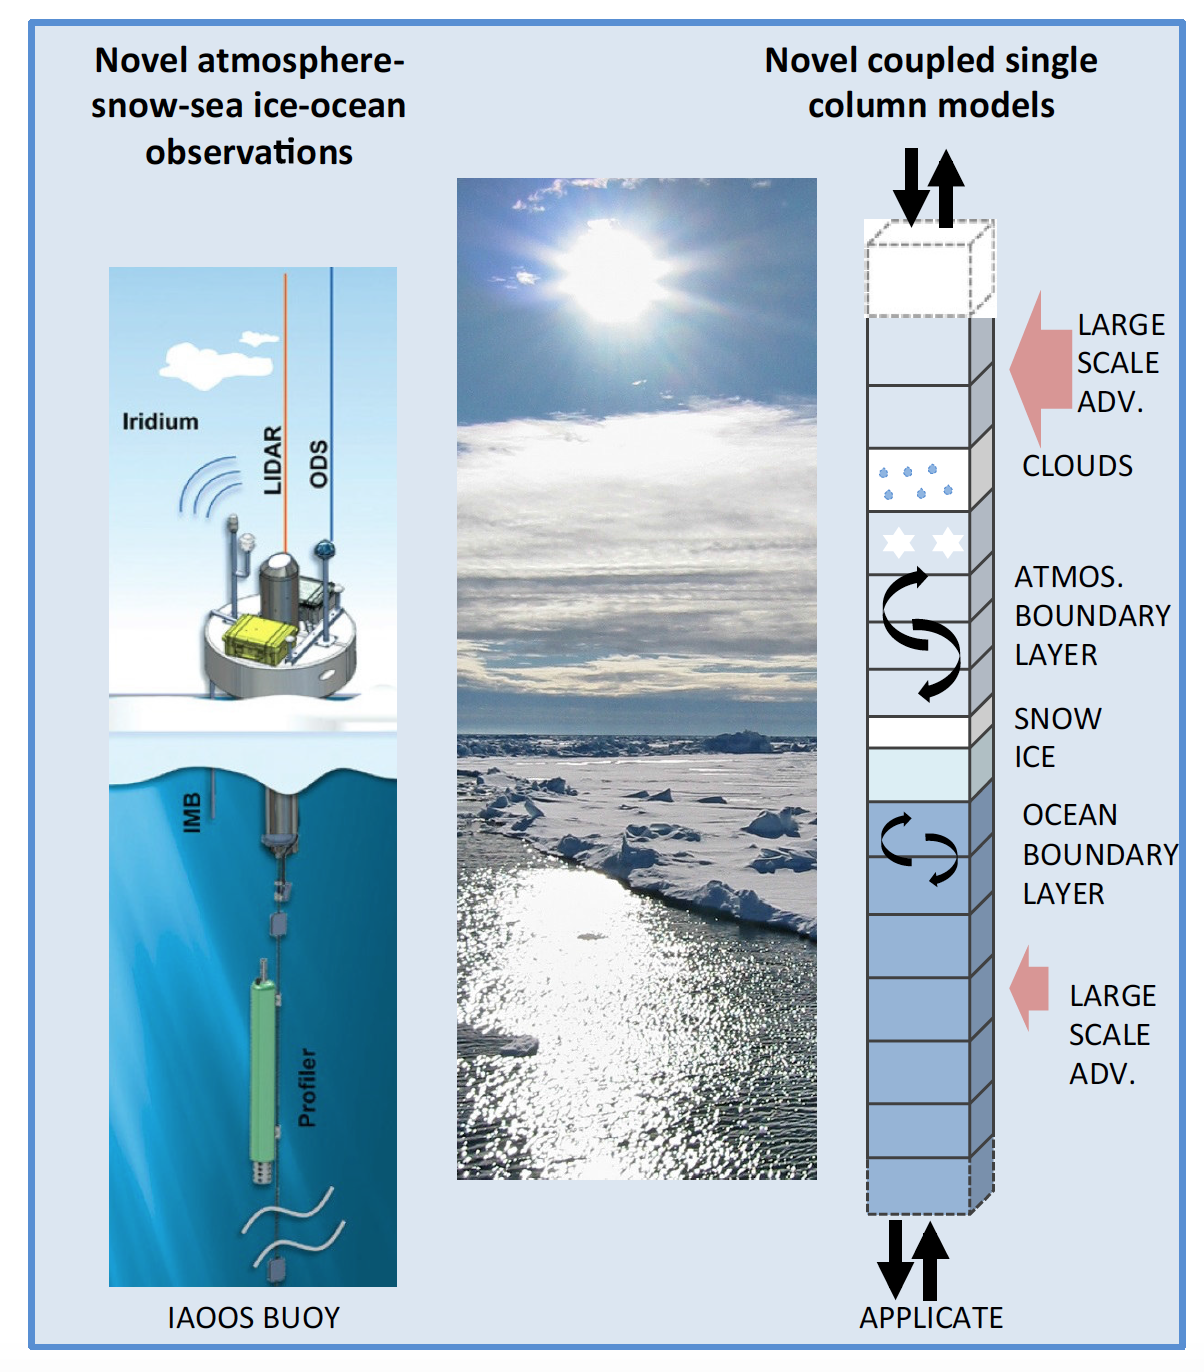 Novel atmosphere-
snow-sea ice-ocean
observations
Iridium
LIDAR
ODS
IMB
Profiler
IAOOS BUOY
Novel coupled single
column models
LARGE
SCALE
ADV.
CLOUDS
ATMOS.
BOUNDARY
LAYER
SNOW
ICE
OCEAN
BOUNDARY
LAYER
LARGE
SCALE
ADV.
APPLICATE